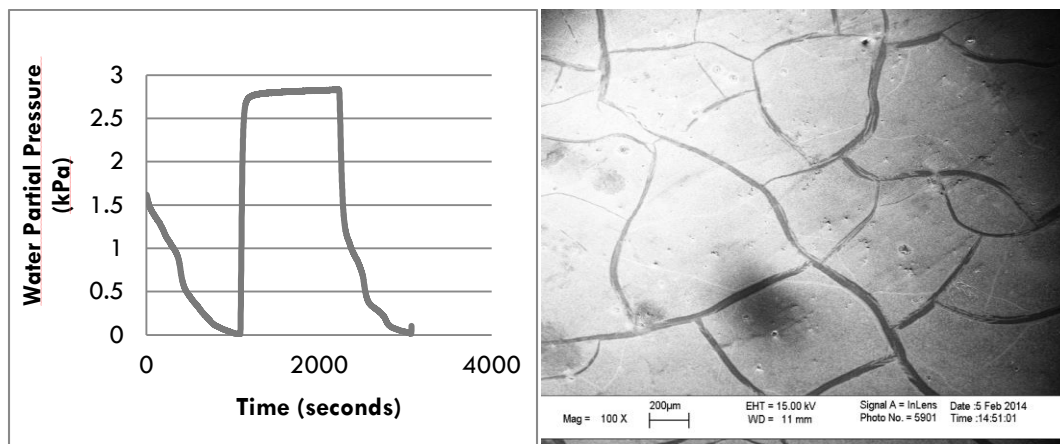 Water Partial Pressure
(kPa)
3
2.5
2
1.5
1
0.5
0
0 2000 4000
Time (seconds)
Mag = 100 X
200µm
EHT = 15.00 kV
WD = 11 mm
Signal A = InLens
Photo No. = 5901
Date :5 Feb 2014
Time :14:51:01